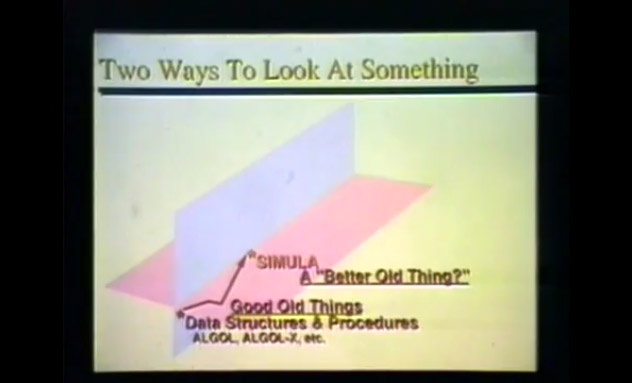 Two Ways To Look At Something
*SIMULA
A "Better Old Thing?"
Good Old Things
*Data Structures & Procedures
ALGOL, ALGOL-X, etc.